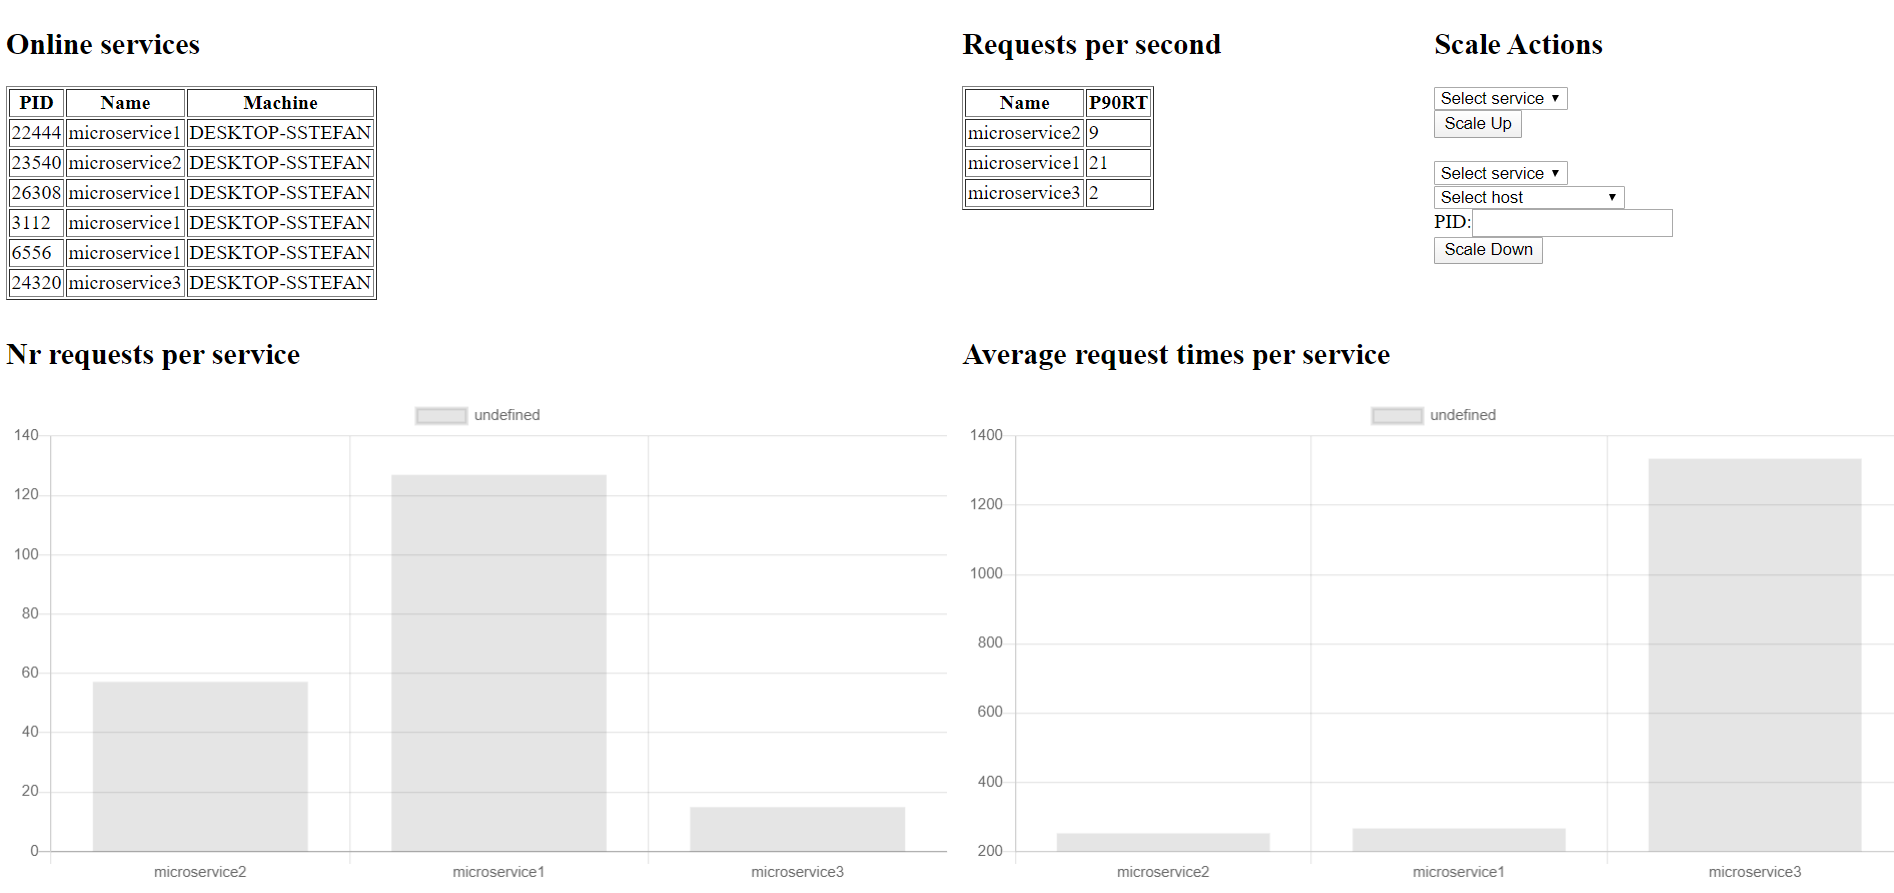 Online services
PID Name Machine
22444 microservice1 DESKTOP-SSTEFAN
23540 microservice2 DESKTOP-SSTEFAN
26308 microservice1 DESKTOP-SSTEFAN
3112 microservice1 DESKTOP-SSTEFAN
6556 microservice1 DESKTOP-SSTEFAN
24320 microservice3 DESKTOP-SSTEFAN
Requests per second
Name P90RT
microservice2 9
microservice1 21
microservice3 2
Scale Actions
Select service
Scale Up
Select service
Select host
PID:
Scale Down
Nr requests per service
undefined
140
120
100
80
60
40
20
0
microservice2 microservice1 microservice3
Average request times per service
undefined
1400
1200
1000
800
600
400
200
microservice2 microservice1 microservice3